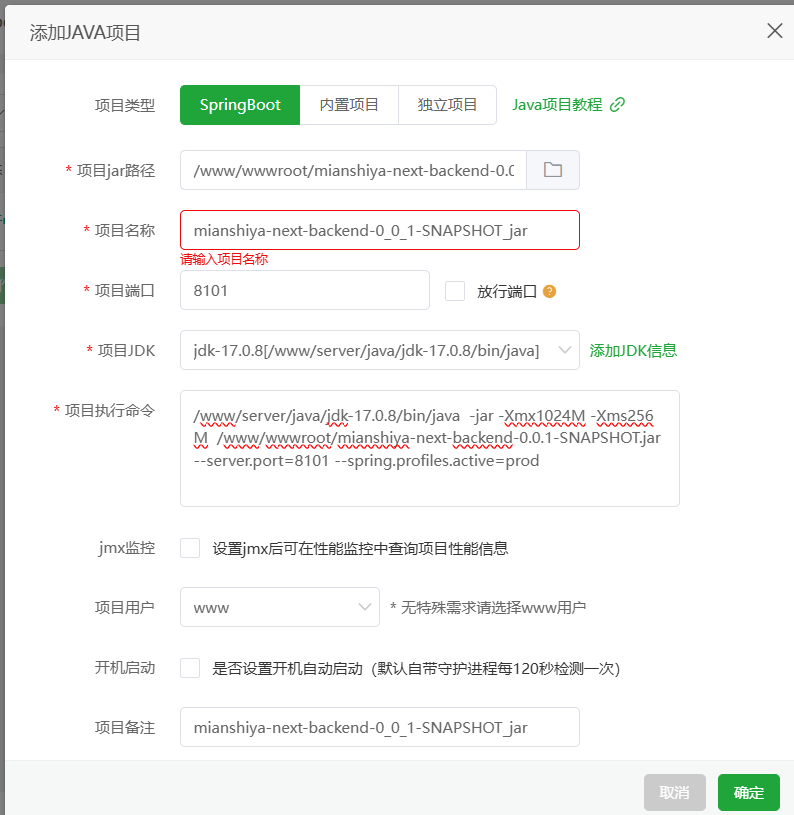 添加JAVA项目
项目类型 SpringBoot 内置项目 独立项目 Java项目教程
* 项目jar路径 /www/wwwroot/mianshiya-next-backend-0.0
* 项目名称 mianshiya-next-backend-0_0_1-SNAPSHOT_jar
请输入项目名称
* 项目端口 8101 放行端口 ?
* 项目JDK jdk-17.0.8[/www/server/java/jdk-17.0.8/bin/java] 添加JDK信息
* 项目执行命令 /www/server/java/jdk-17.0.8/bin/java -jar -Xmx1024M -Xms256
M /www/wwwroot/mianshiya-next-backend-0.0.1-SNAPSHOT.jar
--server.port=8101 --spring.profiles.active=prod
jmx监控 设置jmx后可在性能监控中查询项目性能信息
项目用户 www * 无特殊需求请选择www用户
开机启动 是否设置开机自动启动（默认自带守护进程每120秒检测一次）
项目备注 mianshiya-next-backend-0_0_1-SNAPSHOT_jar
取消 确定